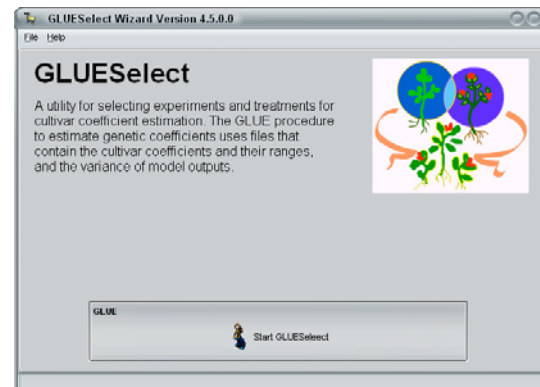 GLUESelect Wizard Version 4.5.0.0
File Help
GLUESelect
A utility for selecting experiments and treatments for
cultivar coefficient estimation. The GLUE procedure
to estimate genetic coefficients uses files that
contain the cultivar coefficients and their ranges,
and the variance of model outputs.
GLUE
Start GLUESeleect